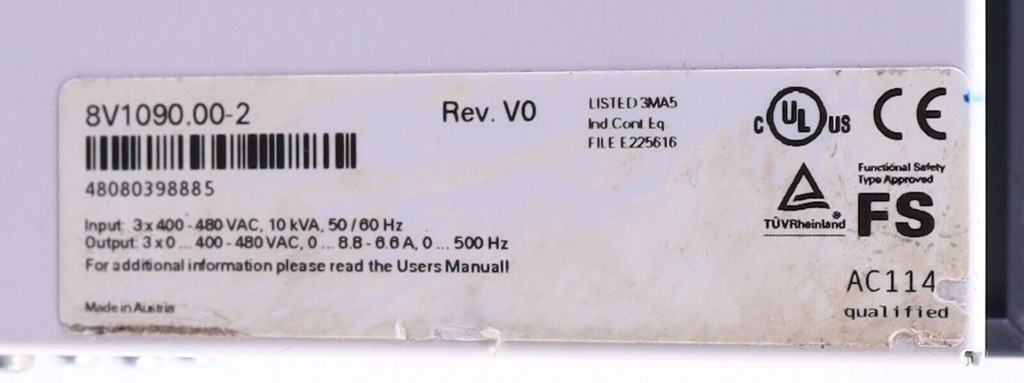 8V1090.00-2
Rev. V0
LISTED 3MA5
Ind.Cont.Eq.
FILE E225616
C UL US
CE
48080398885
Functional Safety
Type Approved
TÜVRheinland®
FS
Input: 3 x 400 - 480 VAC, 10 kVA, 50 / 60 Hz
Output: 3 x 0 ... 400 - 480 VAC, 0 ... 8.8 - 6.6 A, 0 ... 500 Hz
For additional information please read the Users Manual!
AC114
qualified
Made in Austria